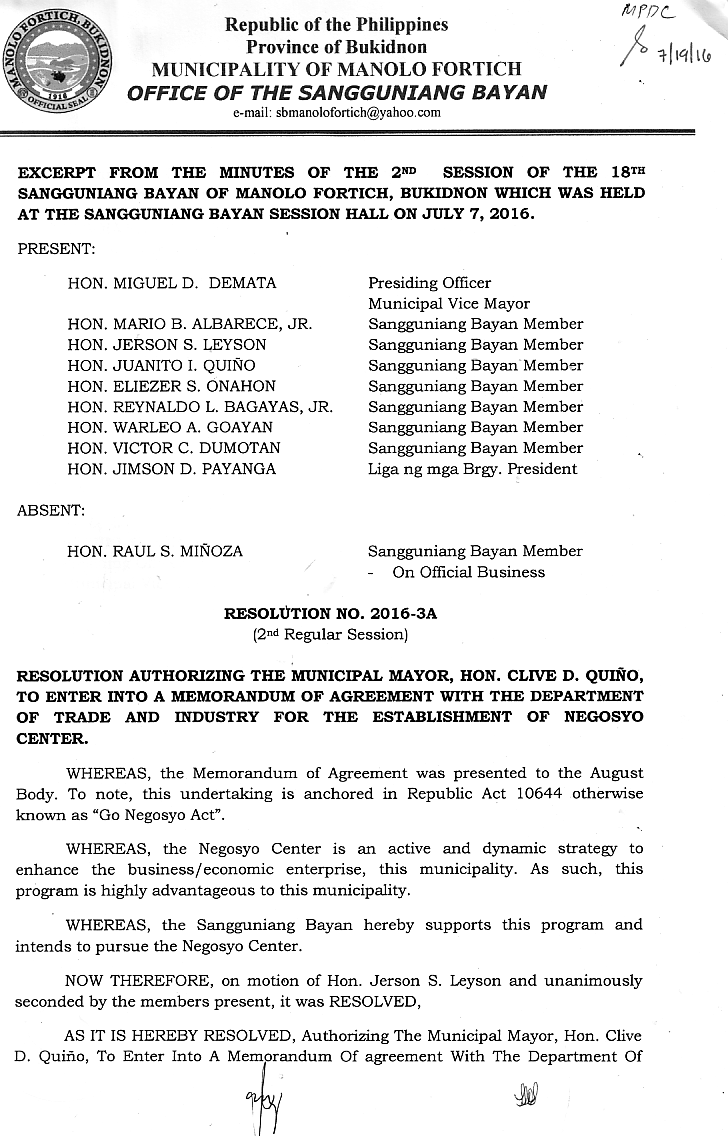 MANOLO FORTICH, BUKIDNON
1916
OFFICIAL SEAL
Republic of the Philippines
Province of Bukidnon
MUNICIPALITY OF MANOLO FORTICH
OFFICE OF THE SANGGUNIANG BAYAN
e-mail: sbmanolofortich@yahoo.com
MPDC
7/19/16
EXCERPT FROM THE MINUTES OF THE 2ND SESSION OF THE 18TH
SANGGUNIANG BAYAN OF MANOLO FORTICH, BUKIDNON WHICH WAS HELD
AT THE SANGGUNIANG BAYAN SESSION HALL ON JULY 7, 2016.
PRESENT:
HON. MIGUEL D. DEMATA Presiding Officer
Municipal Vice Mayor
HON. MARIO B. ALBARECE, JR. Sangguniang Bayan Member
HON. JERSON S. LEYSON Sangguniang Bayan Member
HON. JUANITO I. QUIÑO Sangguniang Bayan Member
HON. ELIEZER S. ONAHON Sangguniang Bayan Member
HON. REYNALDO L. BAGAYAS, JR. Sangguniang Bayan Member
HON. WARLEO A. GOAYAN Sangguniang Bayan Member
HON. VICTOR C. DUMOTAN Sangguniang Bayan Member
HON. JIMSON D. PAYANGA Liga ng mga Brgy. President
ABSENT:
HON. RAUL S. MIÑOZA Sangguniang Bayan Member
- On Official Business
RESOLUTION NO. 2016-3A
(2nd Regular Session)
RESOLUTION AUTHORIZING THE MUNICIPAL MAYOR, HON. CLIVE D. QUIÑO,
TO ENTER INTO A MEMORANDUM OF AGREEMENT WITH THE DEPARTMENT
OF TRADE AND INDUSTRY FOR THE ESTABLISHMENT OF NEGOSYO
CENTER.
WHEREAS, the Memorandum of Agreement was presented to the August
Body. To note, this undertaking is anchored in Republic Act 10644 otherwise
known as "Go Negosyo Act".
WHEREAS, the Negosyo Center is an active and dynamic strategy to
enhance the business/economic enterprise, this municipality. As such, this
program is highly advantageous to this municipality.
WHEREAS, the Sangguniang Bayan hereby supports this program and
intends to pursue the Negosyo Center.
NOW THEREFORE, on motion of Hon. Jerson S. Leyson and unanimously
seconded by the members present, it was RESOLVED,
AS IT IS HEREBY RESOLVED, Authorizing The Municipal Mayor, Hon. Clive
D. Quiño, To Enter Into A Memorandum Of agreement With The Department Of